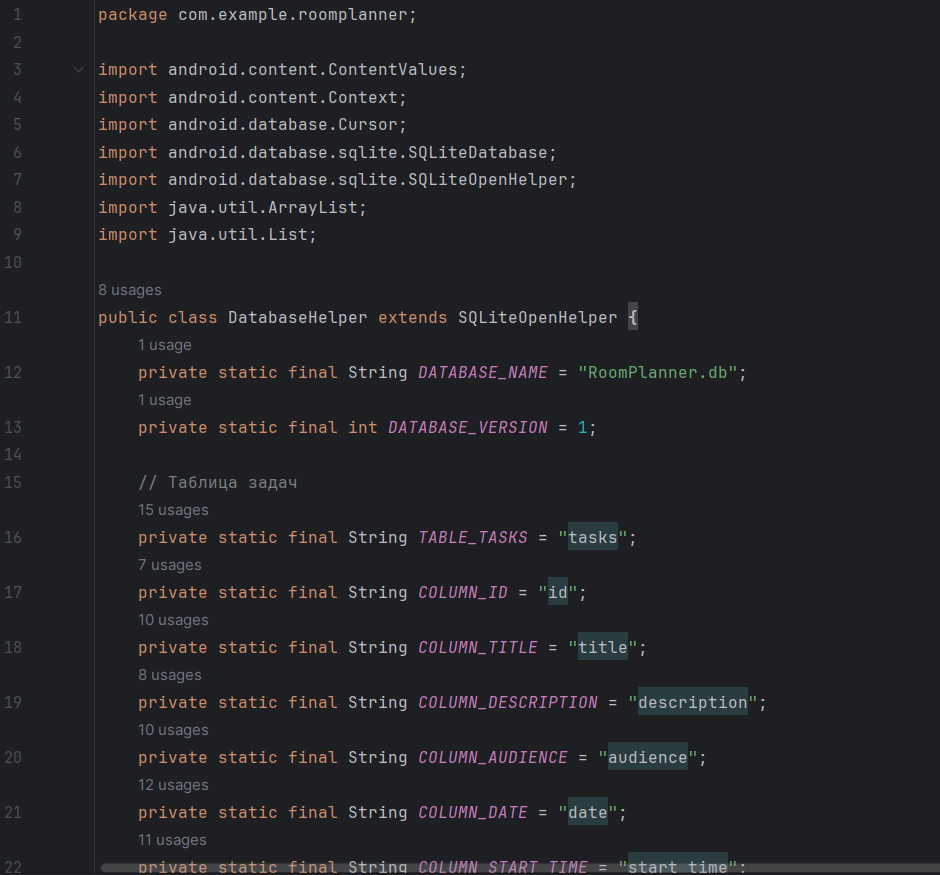 1 package com.example.roomplanner;
2
3 import android.content.ContentValues;
4 import android.content.Context;
5 import android.database.Cursor;
6 import android.database.sqlite.SQLiteDatabase;
7 import android.database.sqlite.SQLiteOpenHelper;
8 import java.util.ArrayList;
9 import java.util.List;
10
8 usages
11 public class DatabaseHelper extends SQLiteOpenHelper {
1 usage
12 private static final String DATABASE_NAME = "RoomPlanner.db";
1 usage
13 private static final int DATABASE_VERSION = 1;
14
15 // Таблица задач
15 usages
16 private static final String TABLE_TASKS = "tasks";
7 usages
17 private static final String COLUMN_ID = "id";
10 usages
18 private static final String COLUMN_TITLE = "title";
8 usages
19 private static final String COLUMN_DESCRIPTION = "description";
10 usages
20 private static final String COLUMN_AUDIENCE = "audience";
12 usages
21 private static final String COLUMN_DATE = "date";
11 usages
22 private static final String COLUMN_START_TIME = "start_time";